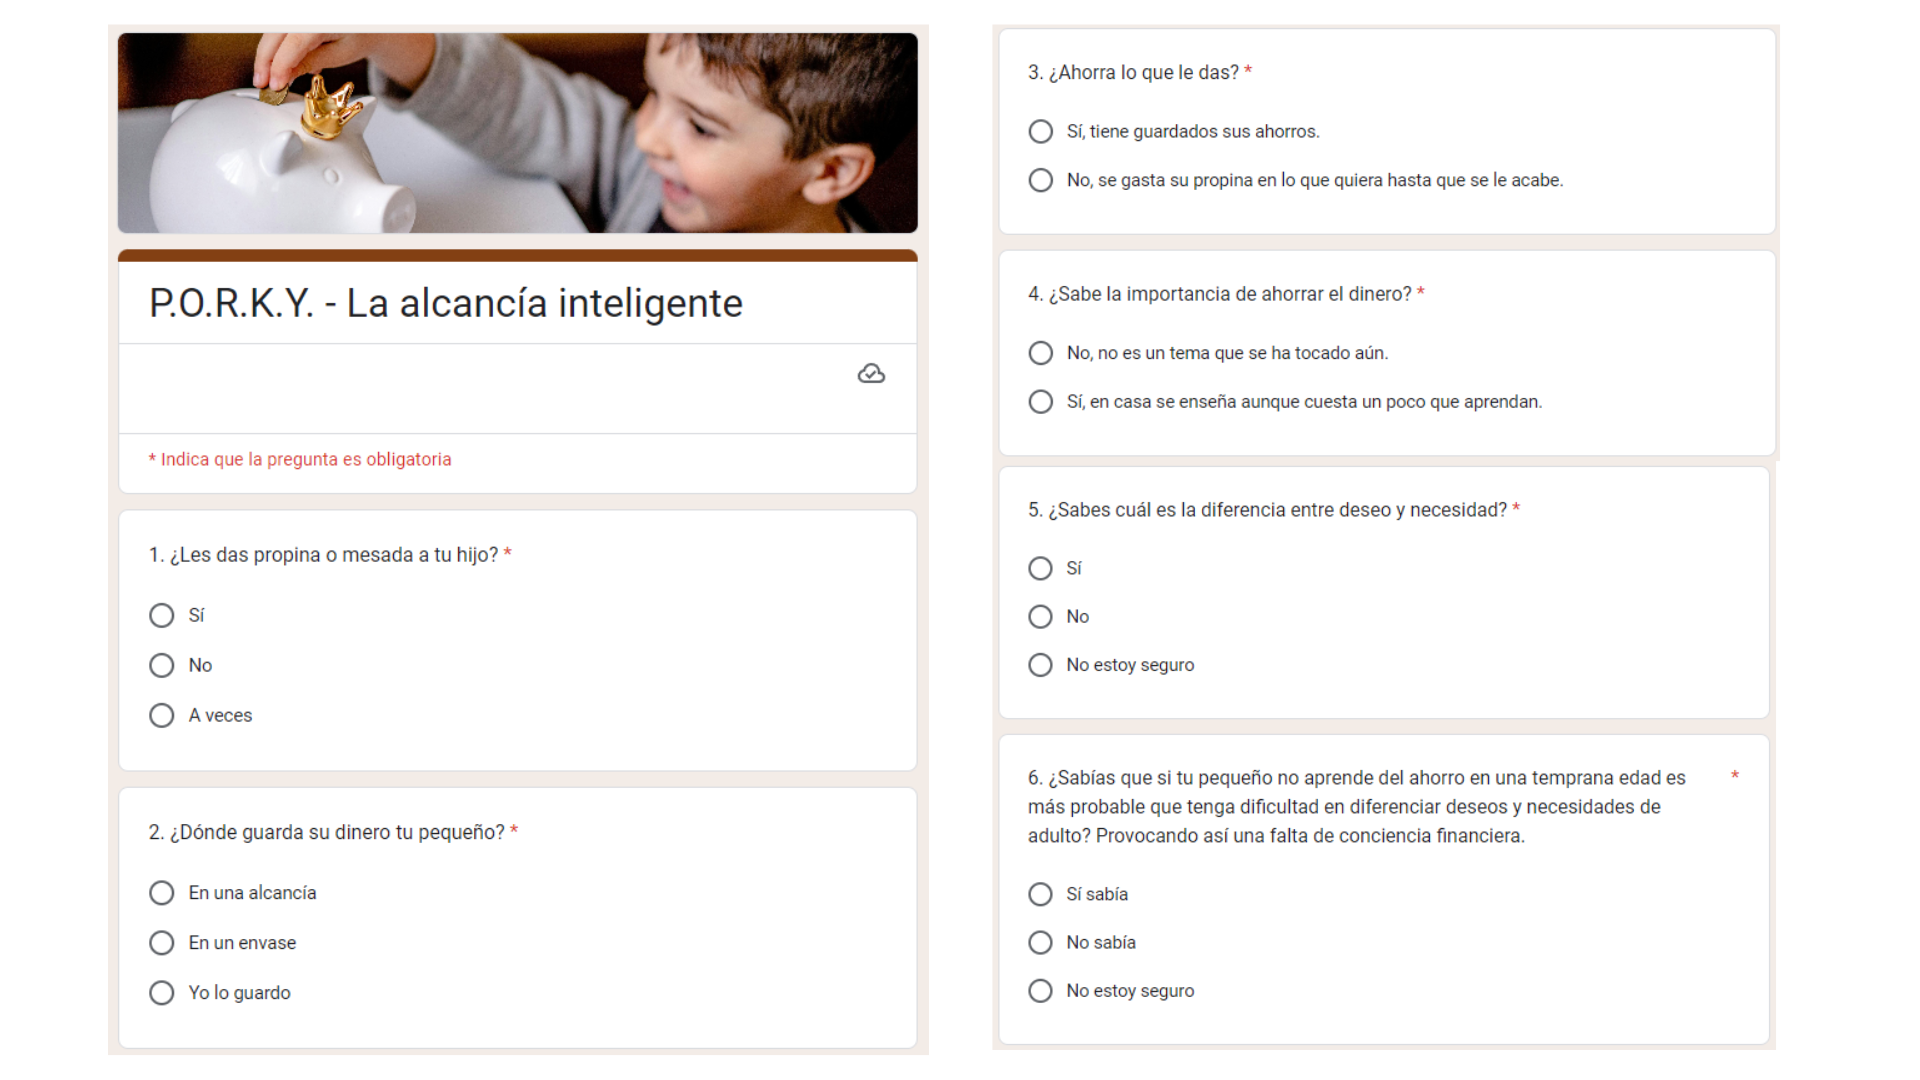 P.O.R.K.Y. - La alcancía inteligente
* Indica que la pregunta es obligatoria
1. ¿Les das propina o mesada a tu hijo? *
Sí
No
A veces
2. ¿Dónde guarda su dinero tu pequeño? *
En una alcancía
En un envase
Yo lo guardo
3. ¿Ahorra lo que le das? *
Sí, tiene guardados sus ahorros.
No, se gasta su propina en lo que quiera hasta que se le acabe.
4. ¿Sabe la importancia de ahorrar el dinero? *
No, no es un tema que se ha tocado aún.
Sí, en casa se enseña aunque cuesta un poco que aprendan.
5. ¿Sabes cuál es la diferencia entre deseo y necesidad? *
Sí
No
No estoy seguro
6. ¿Sabías que si tu pequeño no aprende del ahorro en una temprana edad es *
más probable que tenga dificultad en diferenciar deseos y necesidades de
adulto? Provocando así una falta de conciencia financiera.
Sí sabía
No sabía
No estoy seguro